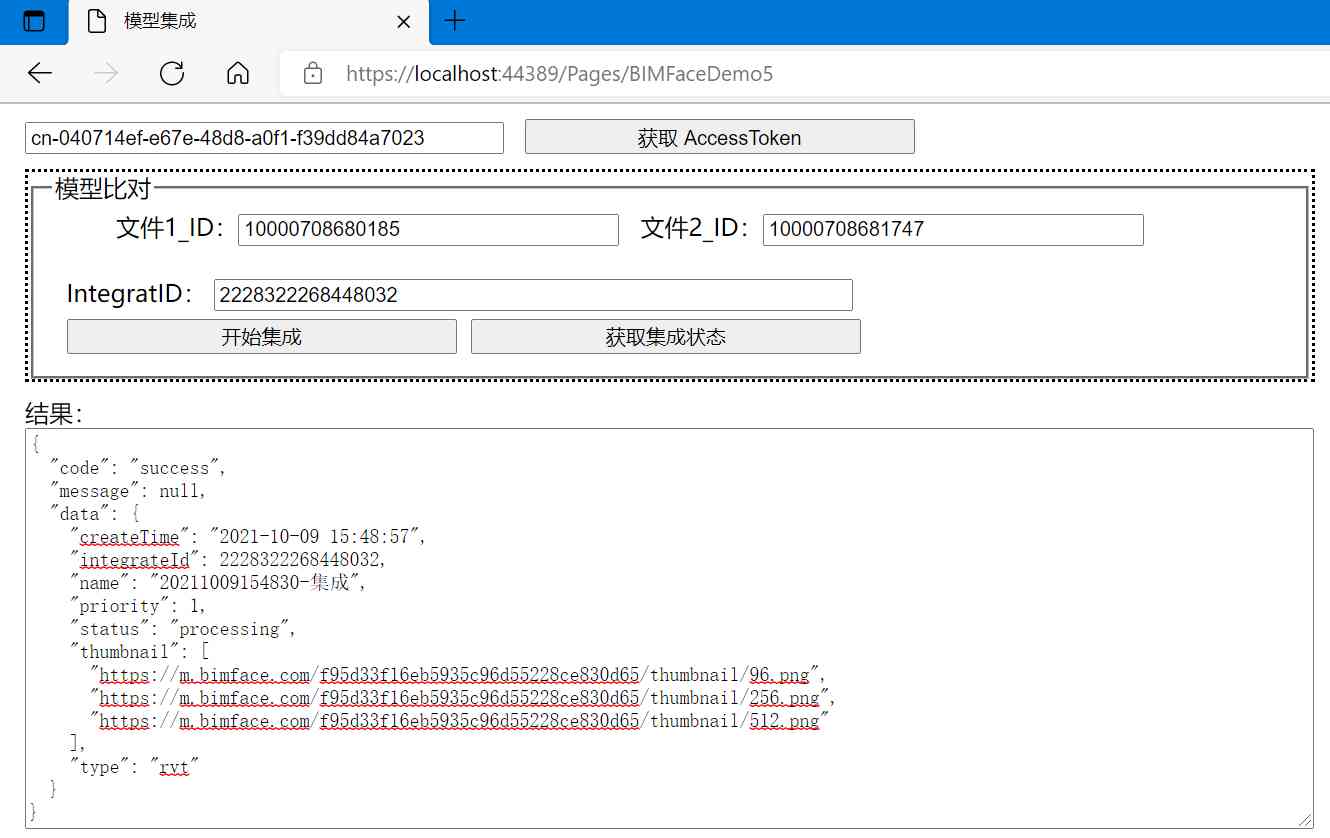 模型集成
https://localhost:44389/Pages/BIMFaceDemo5
cn-040714ef-e67e-48d8-a0f1-f39dd84a7023 获取 AccessToken
模型比对
文件1_ID： 10000708680185 文件2_ID： 10000708681747
IntegratID： 2228322268448032
开始集成 获取集成状态
结果：
{
"code": "success",
"message": null,
"data": {
"createTime": "2021-10-09 15:48:57",
"integrateId": 2228322268448032,
"name": "20211009154830-集成",
"priority": 1,
"status": "processing",
"thumbnail": [
"https://m.bimface.com/f95d33f16eb5935c96d55228ce830d65/thumbnail/96.png",
"https://m.bimface.com/f95d33f16eb5935c96d55228ce830d65/thumbnail/256.png",
"https://m.bimface.com/f95d33f16eb5935c96d55228ce830d65/thumbnail/512.png"
],
"type": "rvt"
}
}